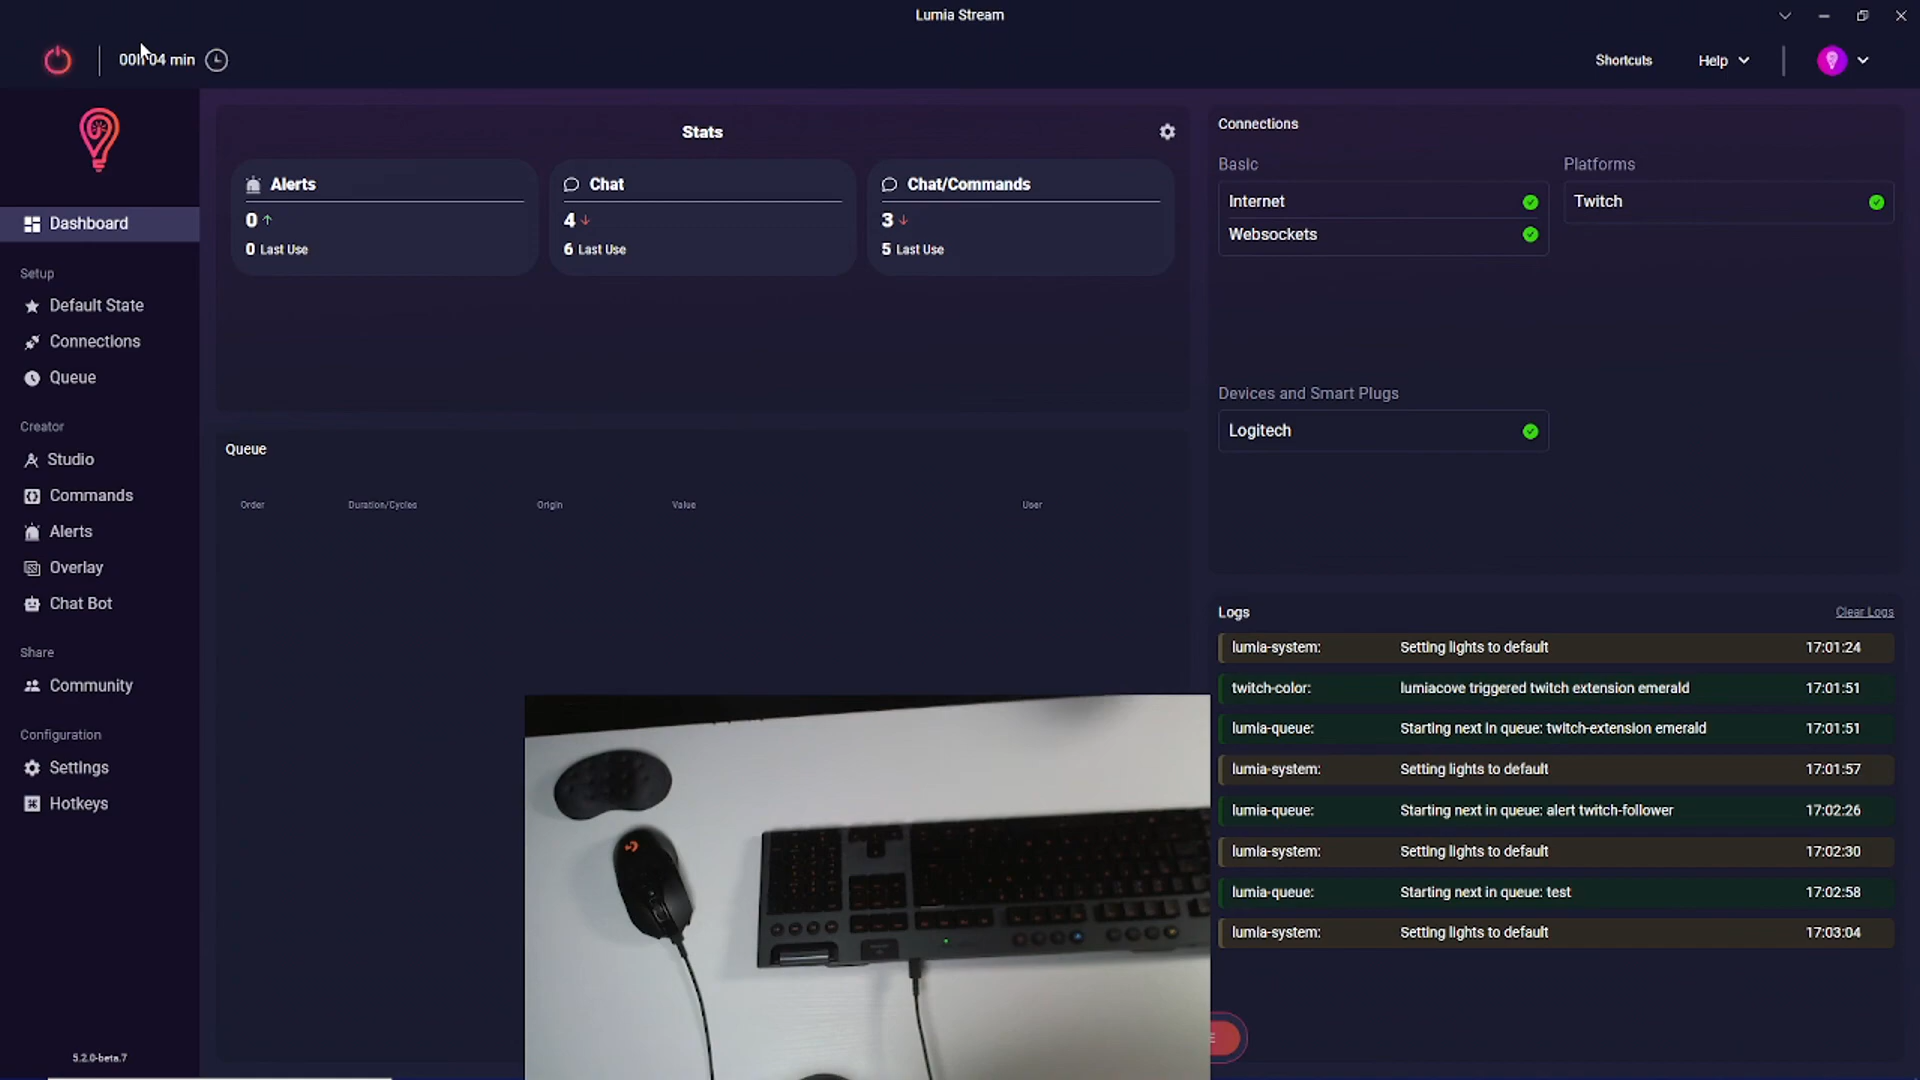 Lumia Stream
00h 04 min
Shortcuts
Help
Stats
Alerts
0
0 Last Use
Chat
4
6 Last Use
Chat/Commands
3
5 Last Use
Connections
Basic
Internet
Websockets
Platforms
Twitch
Devices and Smart Plugs
Logitech
Dashboard
Setup
Default State
Connections
Queue
Creator
Studio
Commands
Alerts
Overlay
Chat Bot
Share
Community
Configuration
Settings
Hotkeys
5.2.0-beta.7
Queue
Order Duration/Cycles Origin Value User
Logs
Clear Logs
lumia-system: Setting lights to default 17:01:24
twitch-color: lumiacove triggered twitch extension emerald 17:01:51
lumia-queue: Starting next in queue: twitch-extension emerald 17:01:51
lumia-system: Setting lights to default 17:01:57
lumia-queue: Starting next in queue: alert twitch-follower 17:02:26
lumia-system: Setting lights to default 17:02:30
lumia-queue: Starting next in queue: test 17:02:58
lumia-system: Setting lights to default 17:03:04